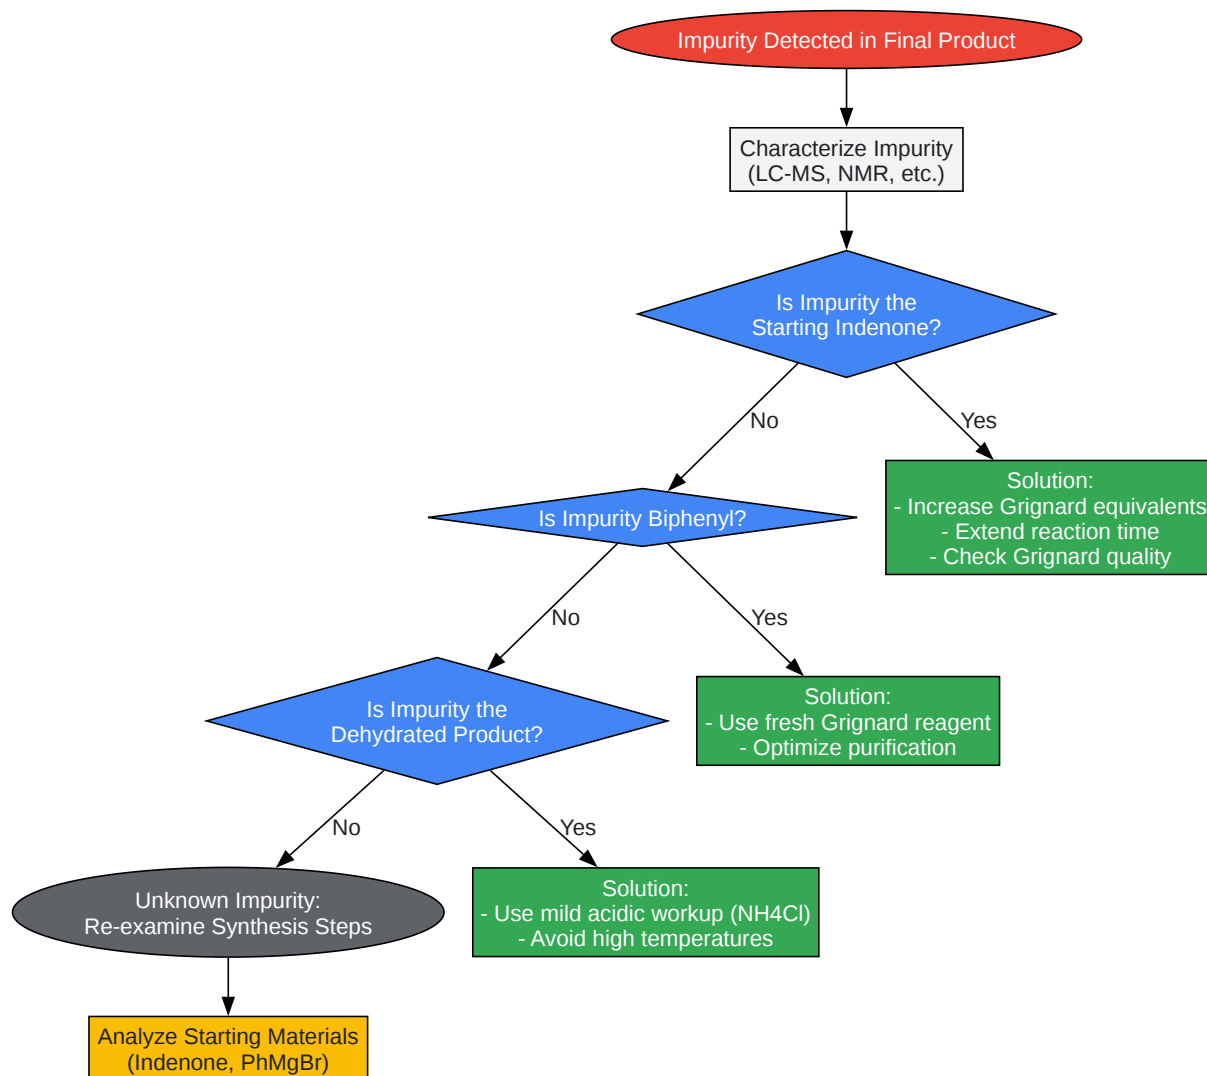 Impurity Detected in Final Product
Characterize Impurity
(LC-MS, NMR, etc.)
Is Impurity the
Starting Indenone?
No
Yes
Solution:
- Increase Grignard equivalents
- Extend reaction time
- Check Grignard quality
Is Impurity Biphenyl?
No
Yes
Solution:
- Use fresh Grignard reagent
- Optimize purification
Is Impurity the
Dehydrated Product?
No
Yes
Solution:
- Use mild acidic workup (NH4Cl)
- Avoid high temperatures
Unknown Impurity:
Re-examine Synthesis Steps
Analyze Starting Materials
(Indenone, PhMgBr)